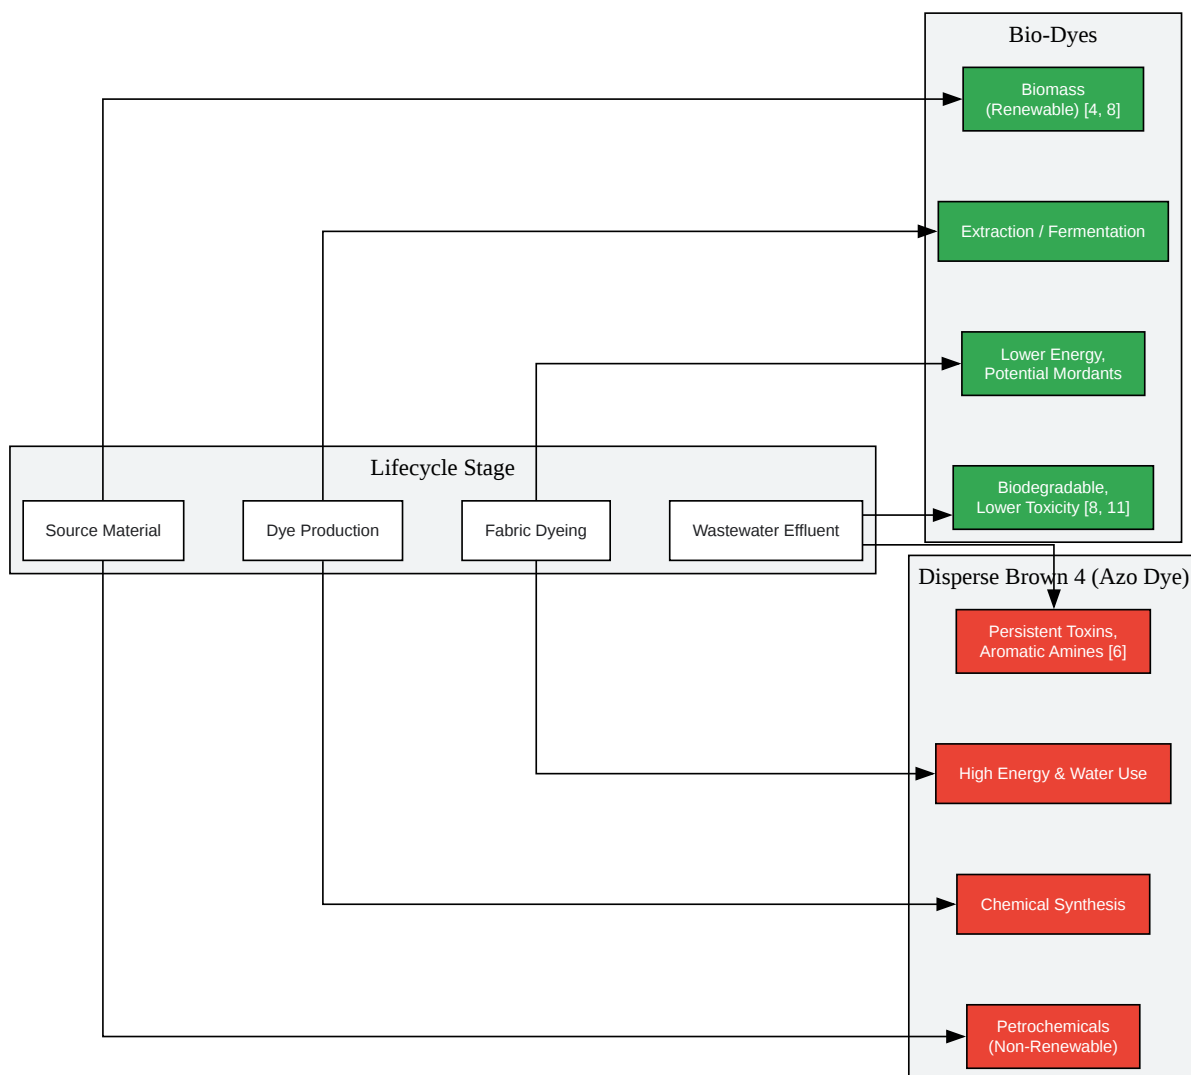 Bio-Dyes
Biomass
(Renewable) [4, 8]
Extraction / Fermentation
Lower Energy,
Potential Mordants
Biodegradable,
Lower Toxicity [8, 11]
Lifecycle Stage
Source Material
Dye Production
Fabric Dyeing
Wastewater Effluent
Disperse Brown 4 (Azo Dye)
Persistent Toxins,
Aromatic Amines [6]
High Energy & Water Use
Chemical Synthesis
Petrochemicals
(Non-Renewable)